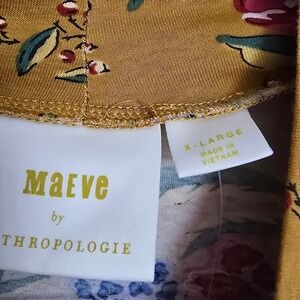 MaEve
by
THROPOLOGIE
X-LARGE
MADE IN
VIETNAM